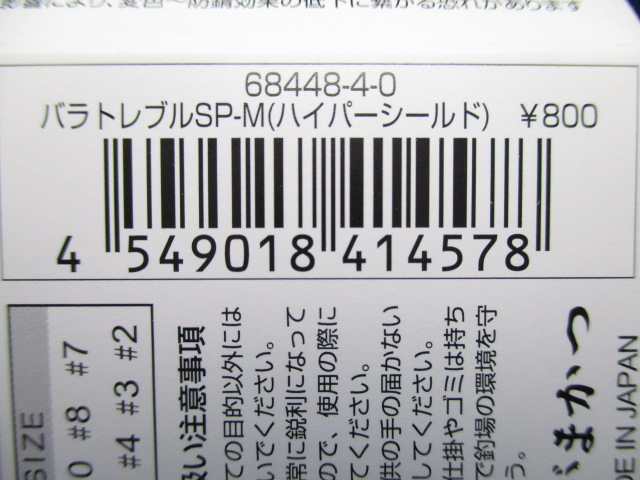 68448-4-0
バラトレブルSP-M(ハイパーシールド) ¥800
4 549018 414578
SIZE
#8 #7
#4 #3 #2
扱い注意事項
ての目的以外には
いでください。
常に鋭利になって
ので、使用の際に
てください。
供の手の届かない
してください。
仕掛やゴミは持ち
で釣場の環境を守
う。
がまかつ
DE IN JAPAN